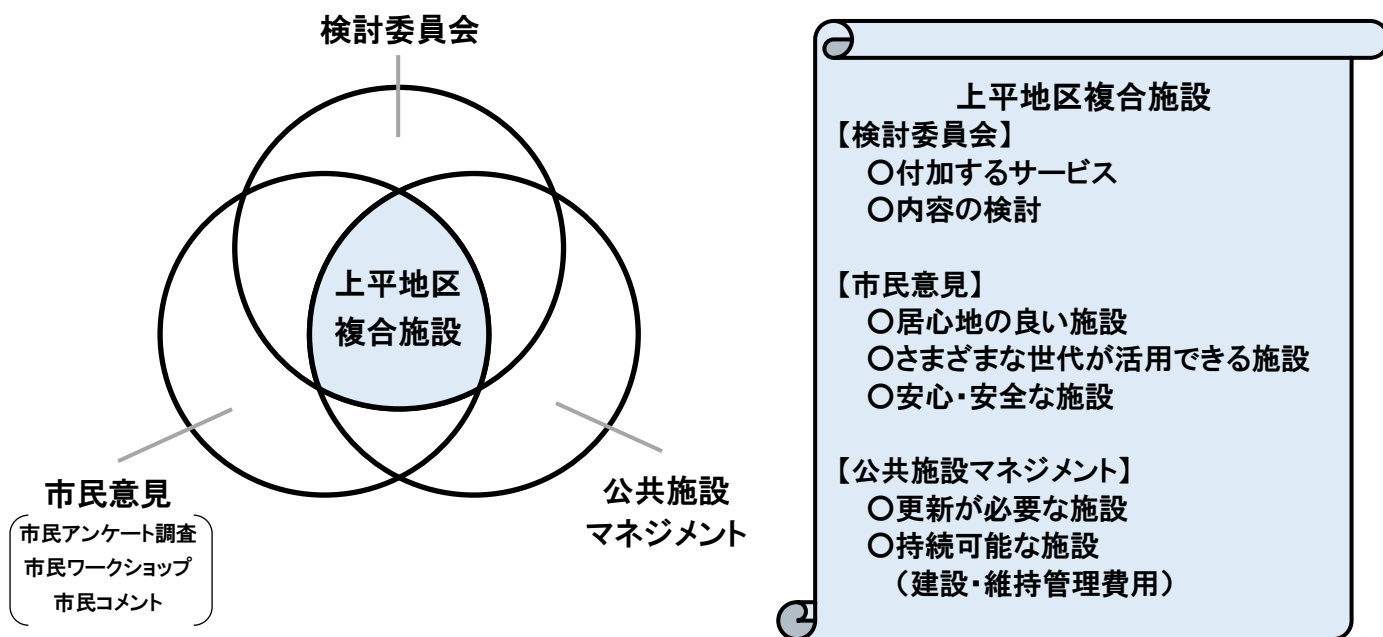 検討委員会
上平地区
複合施設
市民意見
市民アンケート調査
市民ワークショップ
市民コメント
公共施設
マネジメント
上平地区複合施設
【検討委員会】
〇付加するサービス
〇内容の検討
【市民意見】
〇居心地の良い施設
〇さまざまな世代が活用できる施設
〇安心・安全な施設
【公共施設マネジメント】
〇更新が必要な施設
〇持続可能な施設
（建設・維持管理費用）